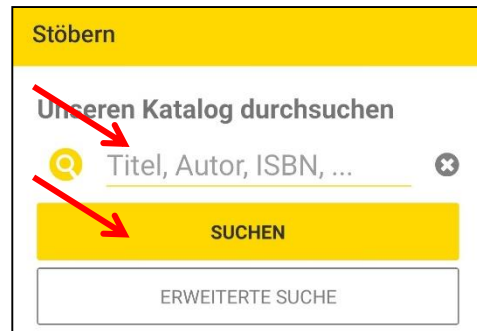 Stöbern
Unseren Katalog durchsuchen
Titel, Autor, ISBN, ...
SUCHEN
ERWEITERTE SUCHE